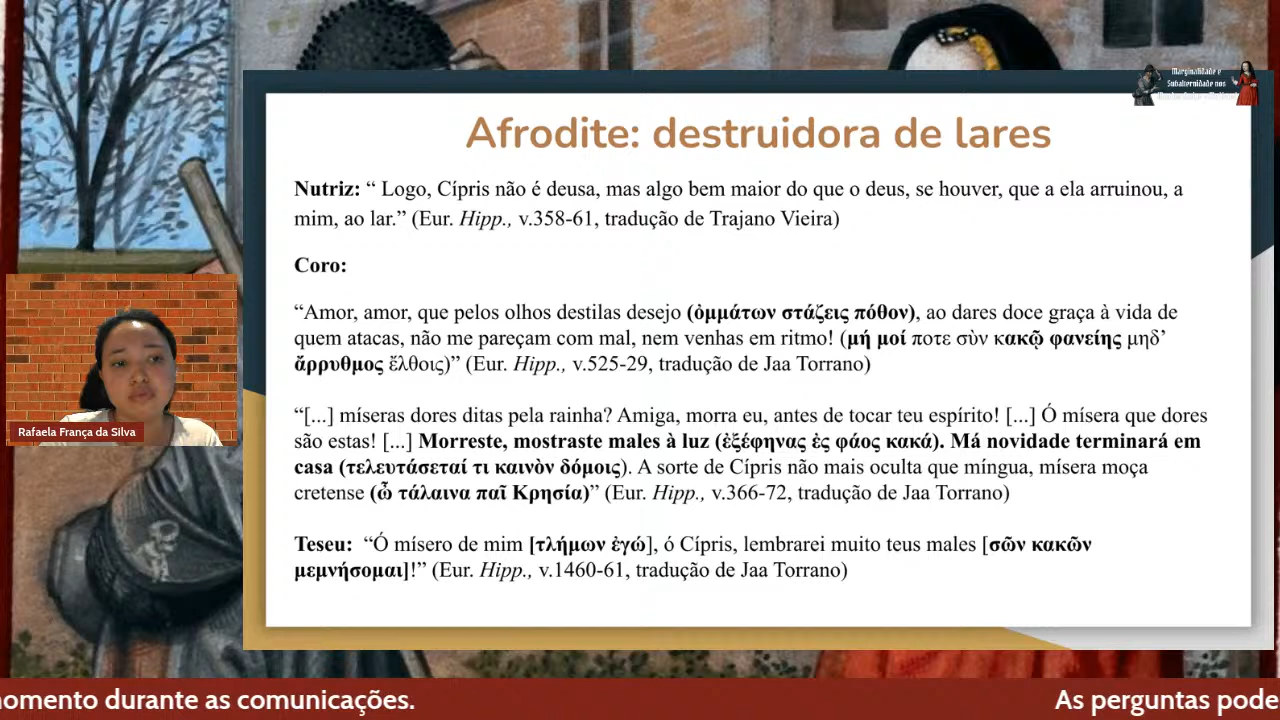 Marginalidade e
Subalternidade nos
Afrodite: destruidora de lares
Nutriz: “ Logo, Cípris não é deusa, mas algo bem maior do que o deus, se houver, que a ela arruinou, a
mim, ao lar.” (Eur. Hipp., v.358-61, tradução de Trajano Vieira)
Coro:
“Amor, amor, que pelos olhos destilas desejo (ὀμμάτων στάζεις πόθον), ao dares doce graça à vida de
quem atacas, não me pareçam com mal, nem venhas em ritmo! (μή μοί ποτε σὺν κακῷ φανείης μηδ’
ἄρρυθμος ἔλθοις)” (Eur. Hipp., v.525-29, tradução de Jaa Torrano)
“[...] míseras dores ditas pela rainha? Amiga, morra eu, antes de tocar teu espírito! [...] Ó mísera que dores
são estas! [...] Morreste, mostraste males à luz (ἐξέφηνας ἐς φάος κακά). Má novidade terminará em
casa (τελευτάσεταί τι καινὸν δόμοις). A sorte de Cípris não mais oculta que míngua, mísera moça
cretense (ὦ τάλαινα παῖ Κρησία)” (Eur. Hipp., v.366-72, tradução de Jaa Torrano)
Teseu: “Ó mísero de mim [τλήμων ἐγώ], ó Cípris, lembrarei muito teus males [σῶν κακῶν
μεμνήσομαι]!” (Eur. Hipp., v.1460-61, tradução de Jaa Torrano)
Rafaela França da Silva
momento durante as comunicações.
As perguntas pode